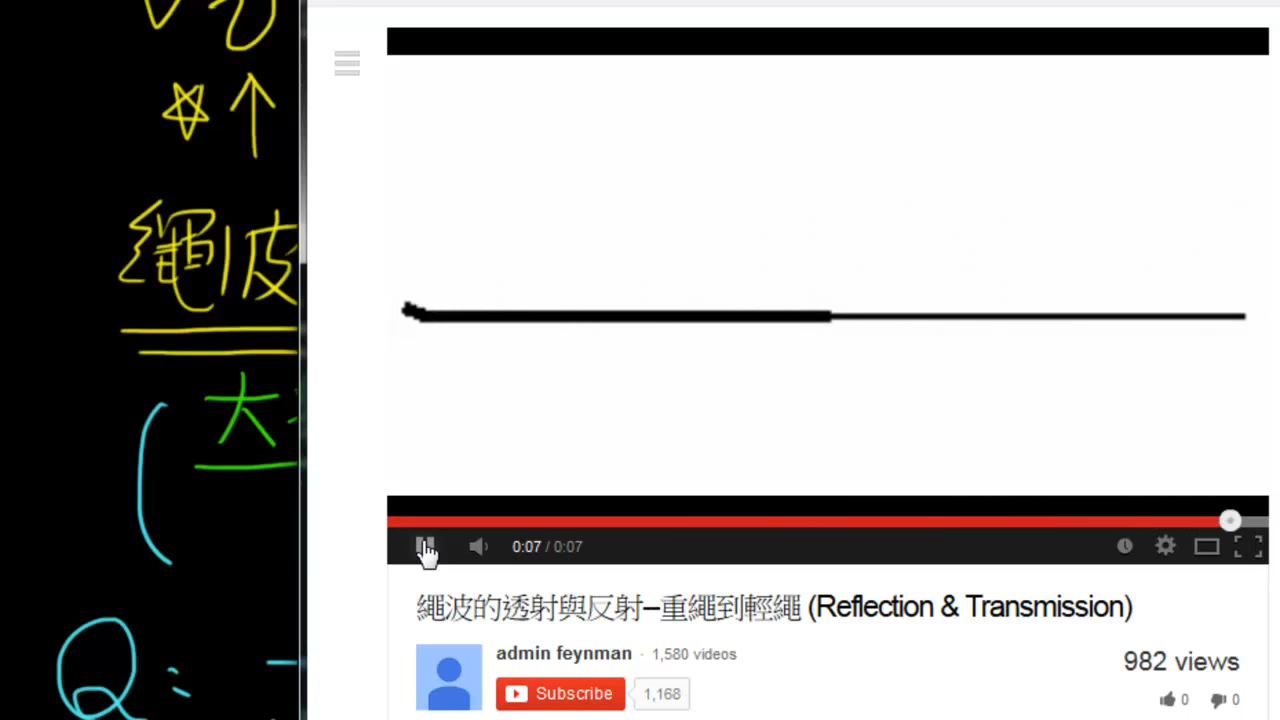 繩波
大
(
Q:
0:07 / 0:07
繩波的透射與反射–重繩到輕繩 (Reflection & Transmission)
admin feynman · 1,580 videos
982 views
Subscribe 1,168
0 0